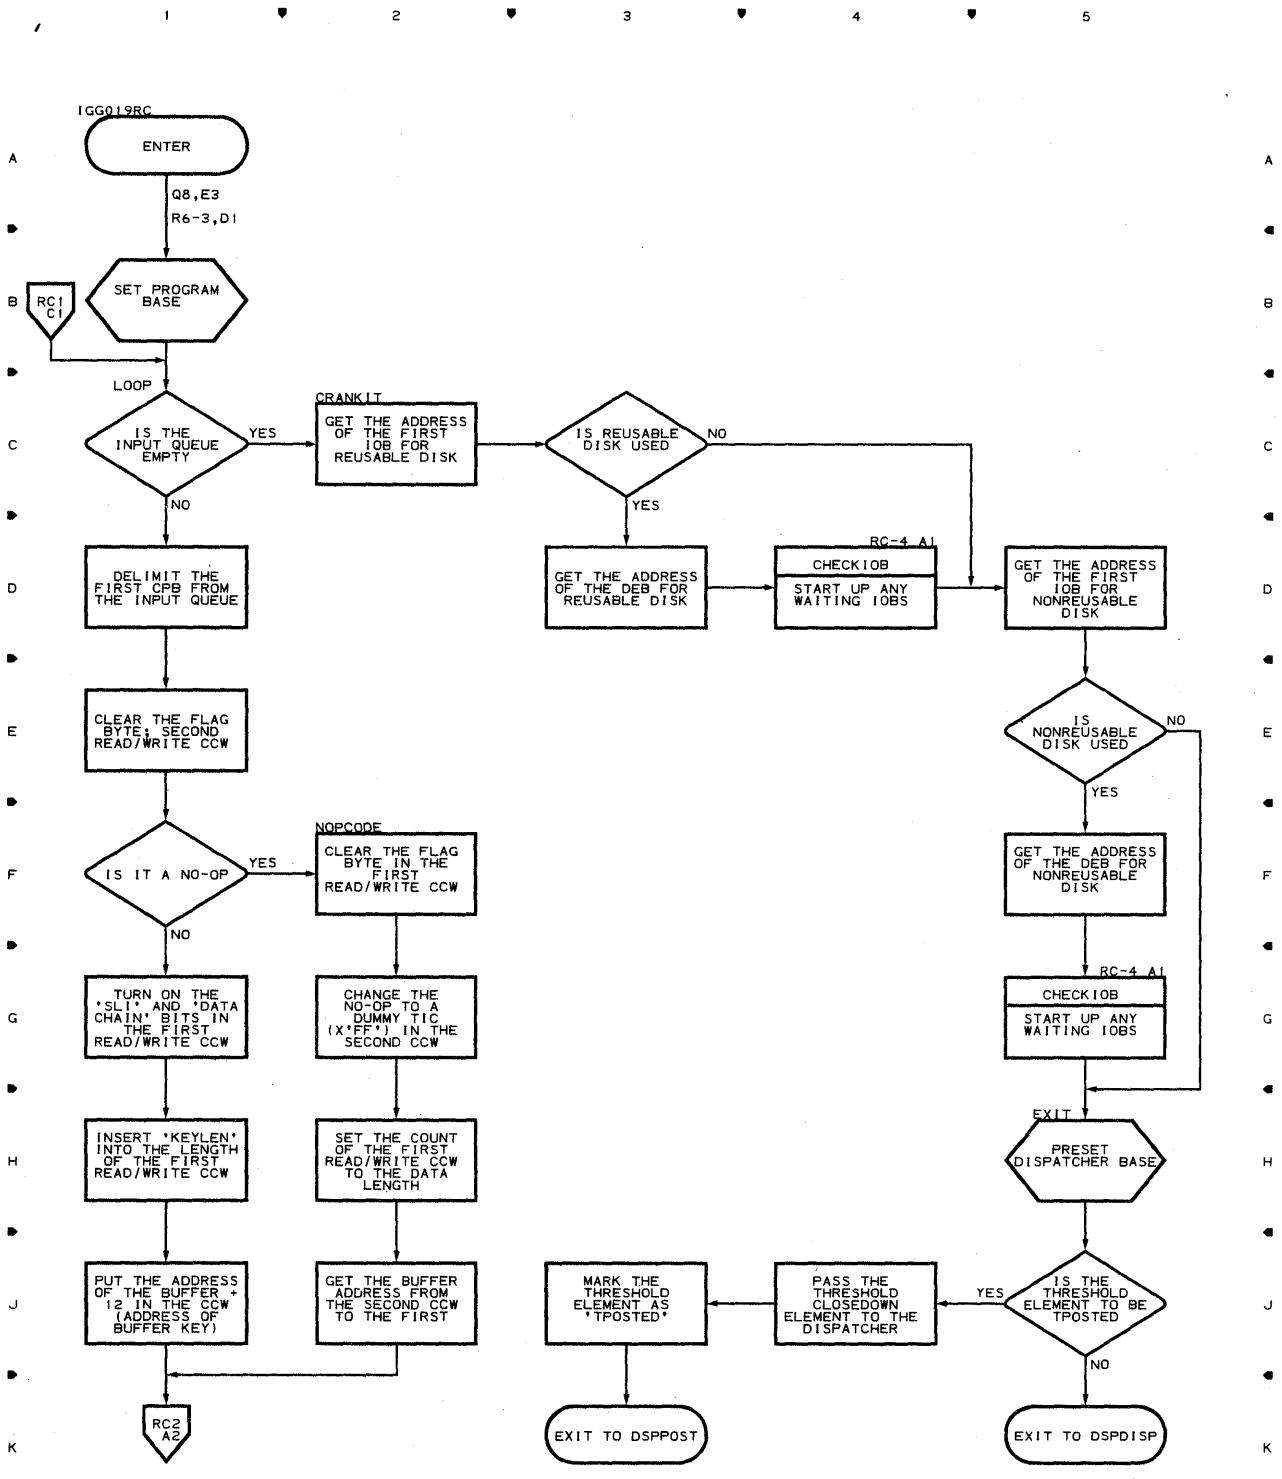 1 2 3 4 5
IGG019RC
ENTER
A A
Q8,E3
R6-3,D1
SET PROGRAM
BASE
B B
RC1
C1
LOOP
IS THE
INPUT QUEUE
EMPTY
YES
NO
CRANKIT
GET THE ADDRESS
OF THE FIRST
IOB FOR
REUSABLE DISK
IS REUSABLE
DISK USED
NO
YES
C C
DELIMIT THE
FIRST CPB FROM
THE INPUT QUEUE
GET THE ADDRESS
OF THE DEB FOR
REUSABLE DISK
RC-4 A1
CHECKIOB
START UP ANY
WAITING IOBS
GET THE ADDRESS
OF THE FIRST
IOB FOR
NONREUSABLE
DISK
D D
CLEAR THE FLAG
BYTE; SECOND
READ/WRITE CCW
IS
NONREUSABLE
DISK USED
NO
YES
E E
IS IT A NO-OP
YES
NO
NOPCODE
CLEAR THE FLAG
BYTE IN THE
FIRST
READ/WRITE CCW
GET THE ADDRESS
OF THE DEB FOR
NONREUSABLE
DISK
F F
TURN ON THE
'SLI' AND 'DATA
CHAIN' BITS IN
THE FIRST
READ/WRITE CCW
CHANGE THE
NO-OP TO A
DUMMY TIC
(X'FF') IN THE
SECOND CCW
RC-4 A1
CHECKIOB
START UP ANY
WAITING IOBS
G G
INSERT 'KEYLEN'
INTO THE LENGTH
OF THE FIRST
READ/WRITE CCW
SET THE COUNT
OF THE FIRST
READ/WRITE CCW
TO THE DATA
LENGTH
EXIT
PRESET
DISPATCHER BASE
H H
PUT THE ADDRESS
OF THE BUFFER +
12 IN THE CCW
(ADDRESS OF
BUFFER KEY)
GET THE BUFFER
ADDRESS FROM
THE SECOND CCW
TO THE FIRST
MARK THE
THRESHOLD
ELEMENT AS
'TPOSTED'
PASS THE
THRESHOLD
CLOSEDOWN
ELEMENT TO THE
DISPATCHER
YES
IS THE
THRESHOLD
ELEMENT TO BE
TPOSTED
NO
J J
RC2
A2
EXIT TO DSPPOST
EXIT TO DSPDISP
K K